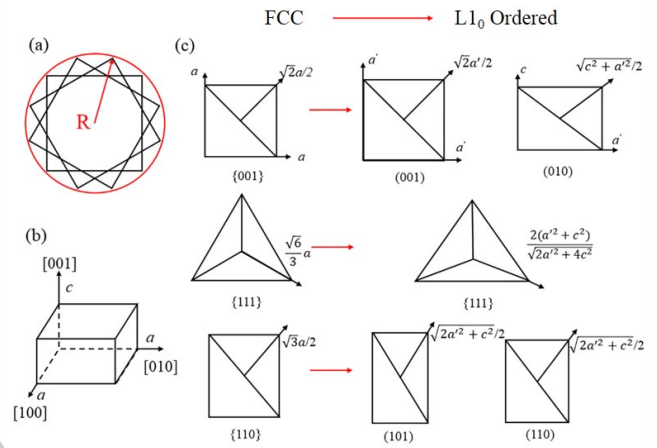 FCC L1₀ Ordered
(a)
R
(b)
[001]
c
a
[010]
a
[100]
(c)
a
√2a/2
a
{001}
a'
√2a'/2
a'
(001)
c
√c² + a'²/2
a'
(010)
√6/3 a
{111}
2(a'² + c²)/√2a'² + 4c²
{111}
√3a/2
{110}
√2a'² + c²/2
(101)
√2a'² + c²/2
(110)